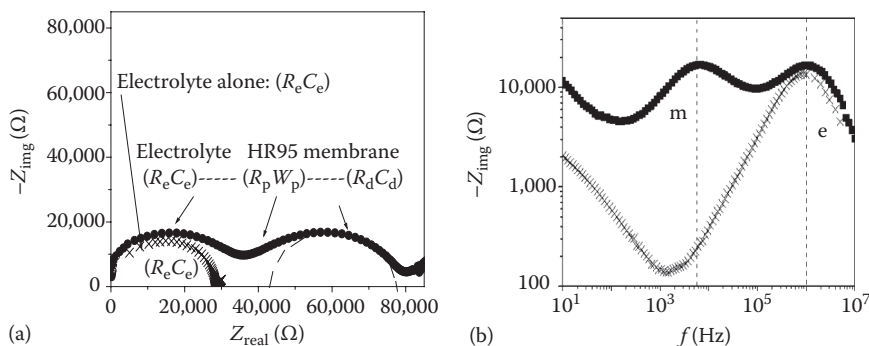 80,000
60,000
40,000
20,000
0
−Z_img (Ω)
Electrolyte alone: (R_eC_e)
Electrolyte HR95 membrane
(R_eC_e)-----(R_pW_p)----(R_dC_d)
(R_eC_e)
0 20,000 40,000 60,000 80,000
Z_real (Ω)
(a)
10,000
1,000
100
−Z_img (Ω)
m
e
10^1 10^3 10^5 10^7
f (Hz)
(b)